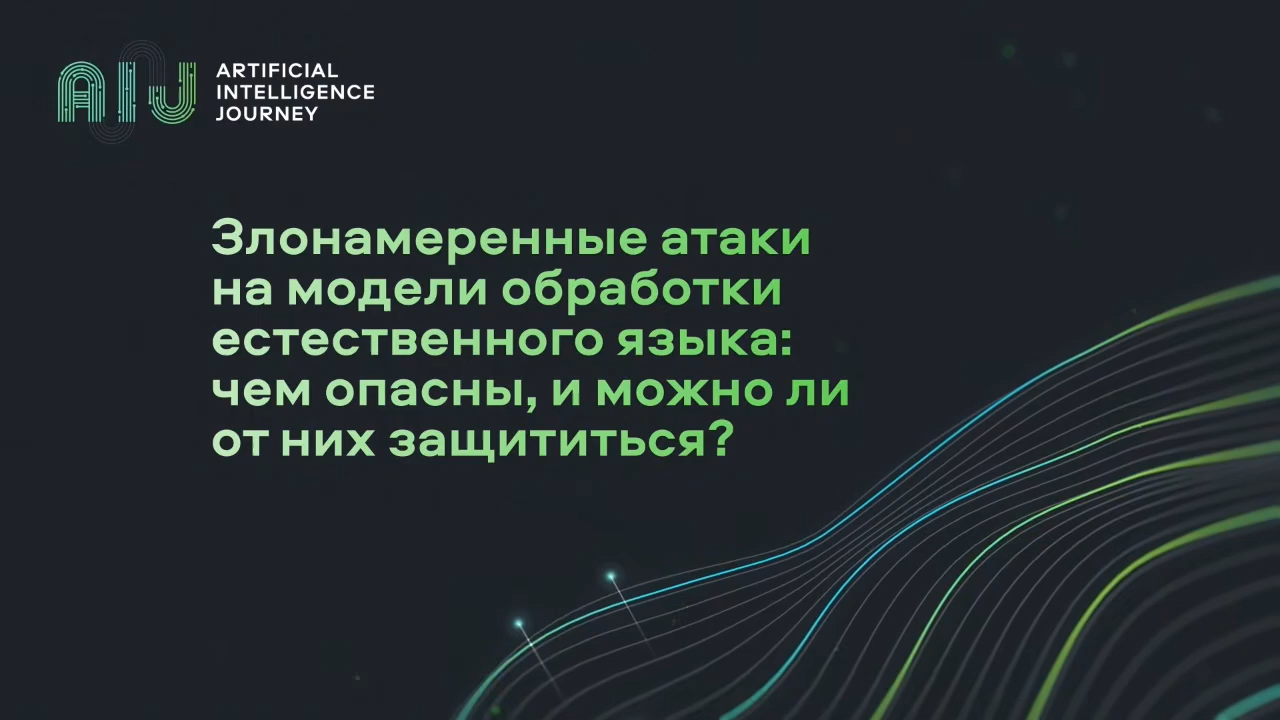 AIJ
ARTIFICIAL
INTELLIGENCE
JOURNEY
Злонамеренные атаки
на модели обработки
естественного языка:
чем опасны, и можно ли
от них защититься?